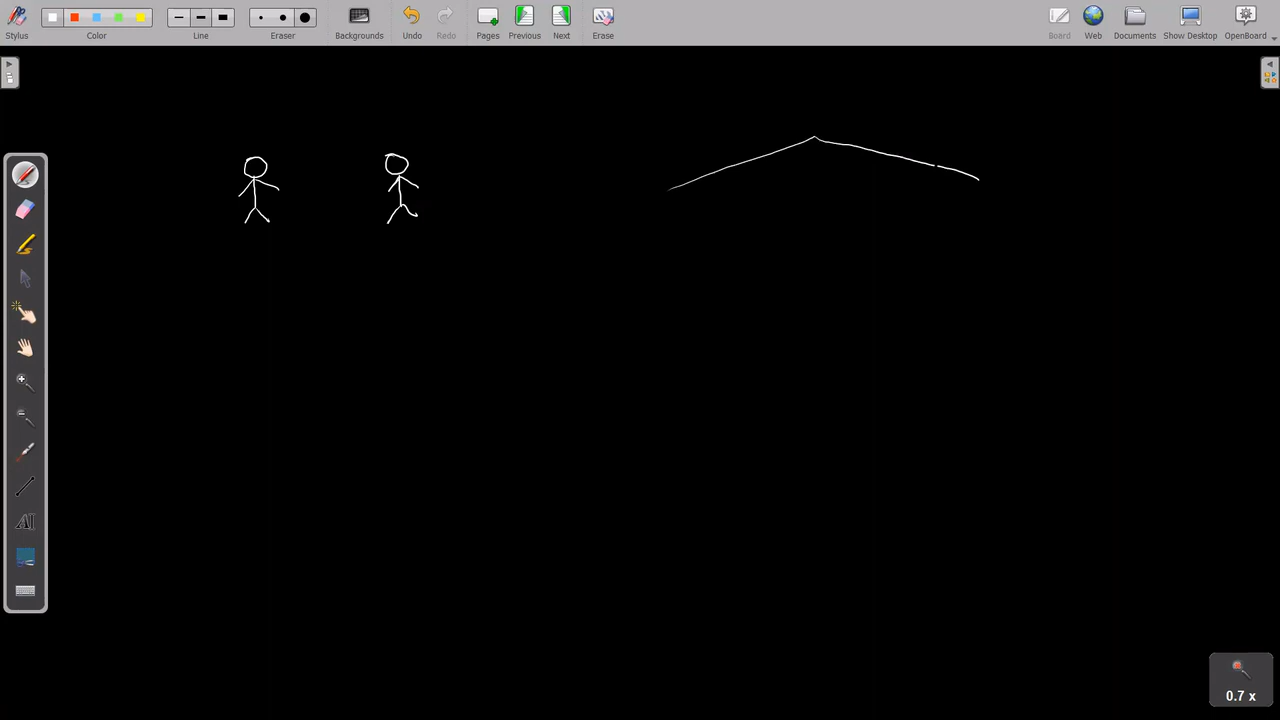 Stylus
Color
Line
Eraser
Backgrounds
Undo
Redo
Pages
Previous
Next
Erase
Board
Web
Documents
Show Desktop
OpenBoard
AI
0.7 x